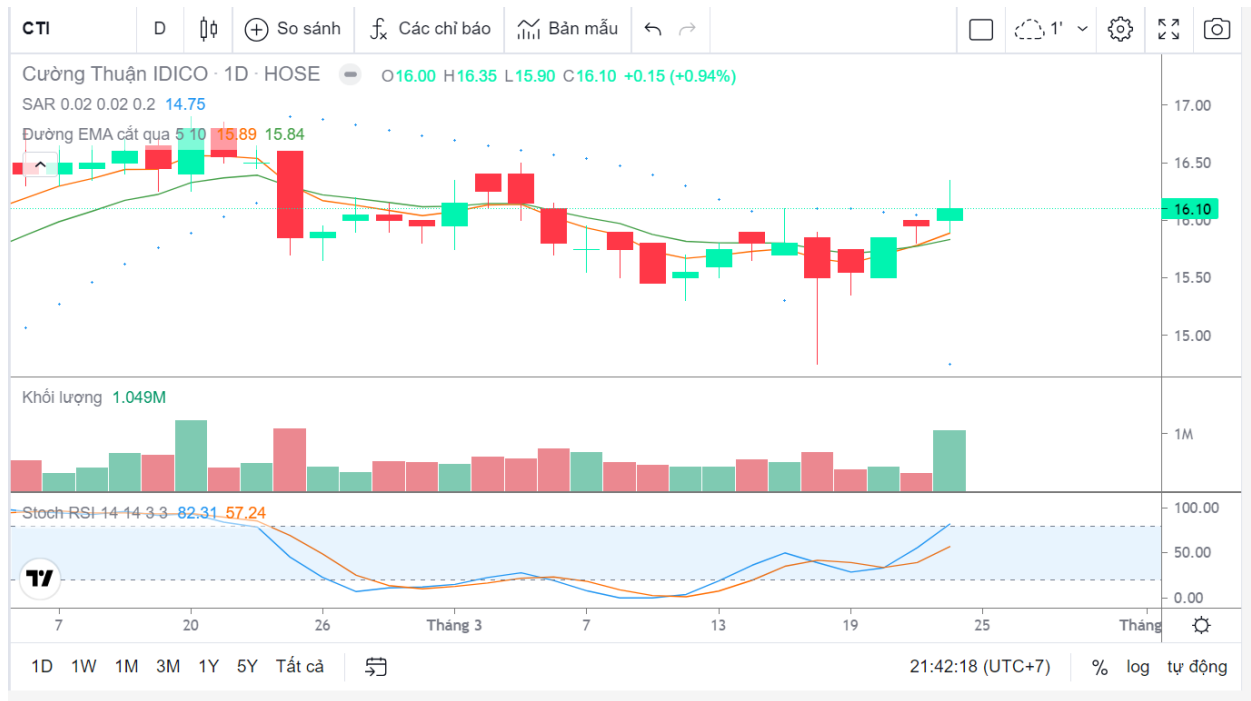 CTI D So sánh Các chỉ báo Bản mẫu 1'
Cường Thuận IDICO · 1D · HOSE O16.00 H16.35 L15.90 C16.10 +0.15 (+0.94%)
SAR 0.02 0.02 0.2 14.75
Đường EMA cắt qua 5 10 15.89 15.84
17.00
16.50
16.10
16.00
15.50
15.00
Khối lượng 1.049M
1M
Stoch RSI 14 14 3 3 82.31 57.24
100.00
50.00
0.00
7 20 26 Tháng 3 7 13 19 25 Tháng
1D 1W 1M 3M 1Y 5Y Tất cả 21:42:18 (UTC+7) % log tự động